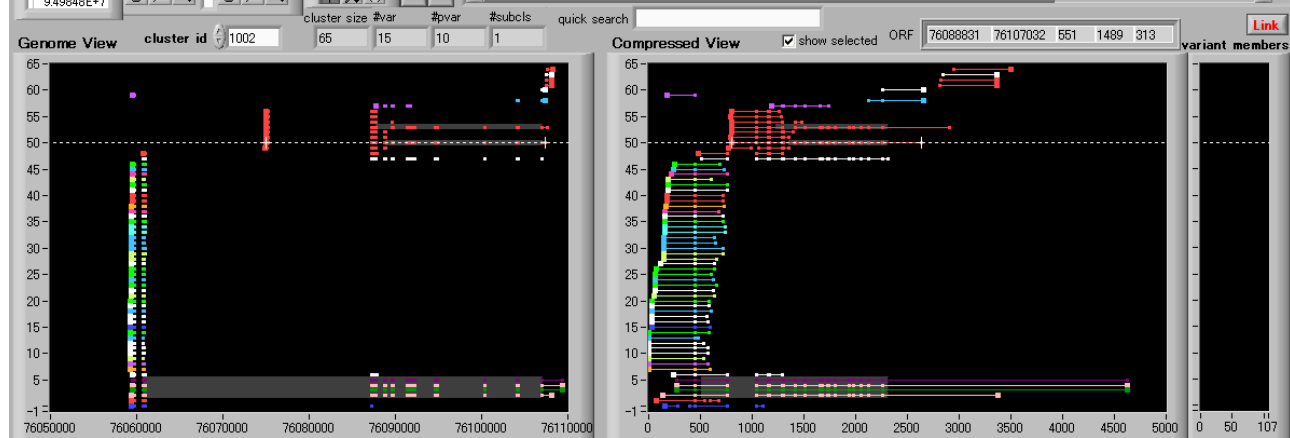 9.49848E+7
cluster size #var #pvar #subcls quick search
Genome View cluster id 1002 65 15 10 1 Compressed View show selected ORF 76088831 76107032 551 1489 313 Link
variant members
65 65
60 60
55 55
50 50
45 45
40 40
35 35
30 30
25 25
20 20
15 15
10 10
5 5
-1 -1
76050000 76060000 76070000 76080000 76090000 76100000 76110000 0 500 1000 1500 2000 2500 3000 3500 4000 4500 5000 0 50 107